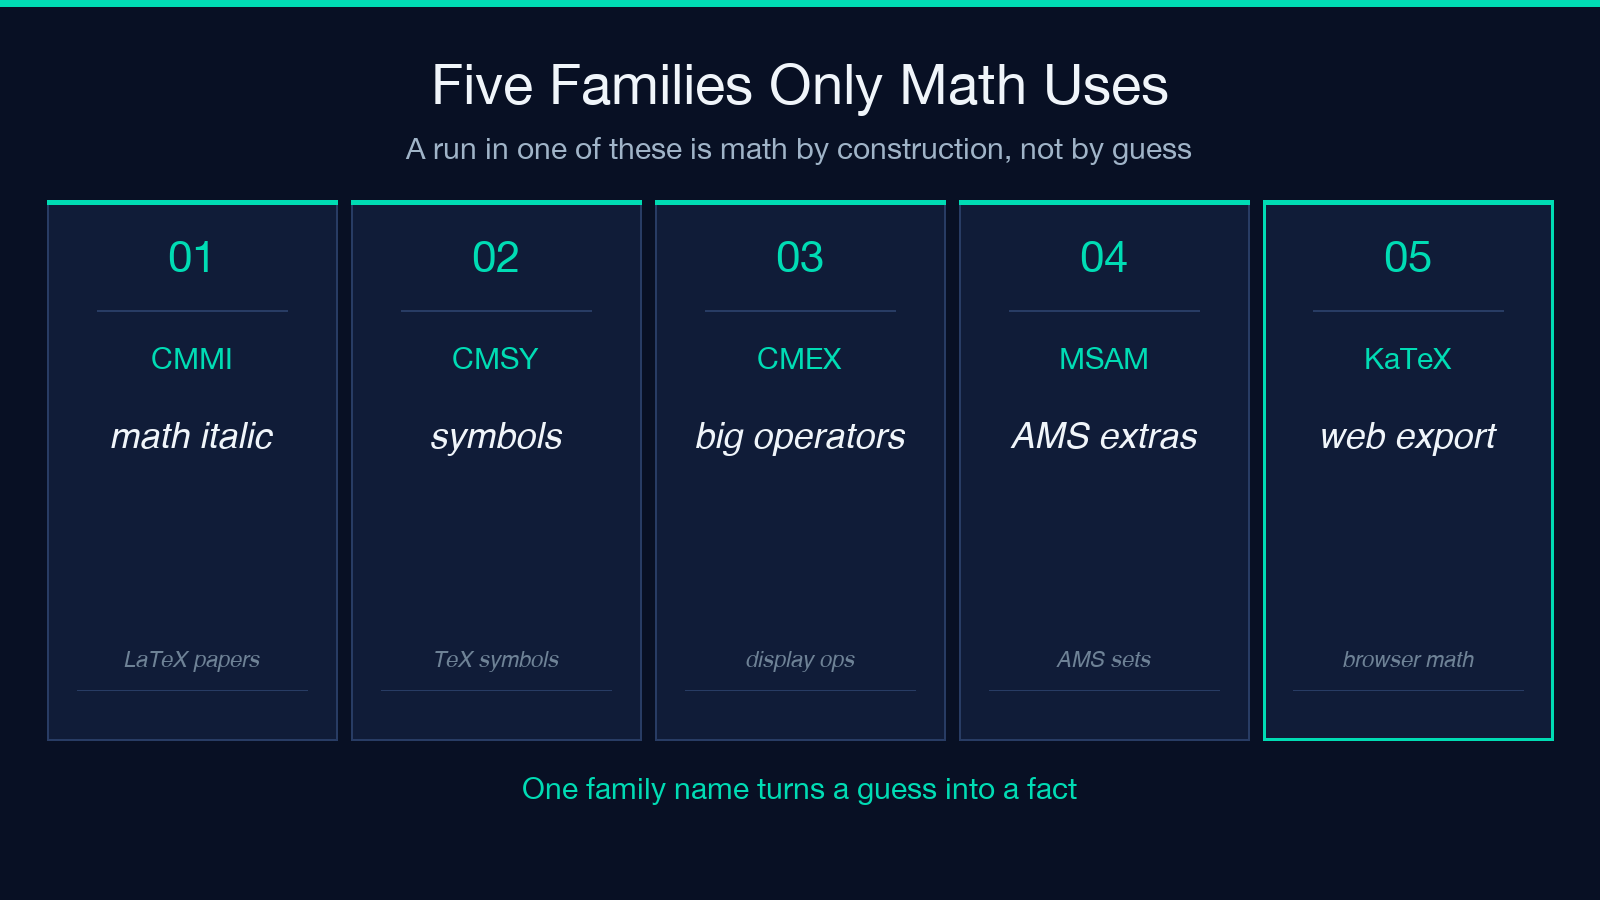 Five Families Only Math Uses
A run in one of these is math by construction, not by guess
01
CMMI
math italic
LaTeX papers
02
CMSY
symbols
TeX symbols
03
CMEX
big operators
display ops
04
MSAM
AMS extras
AMS sets
05
KaTeX
web export
browser math
One family name turns a guess into a fact